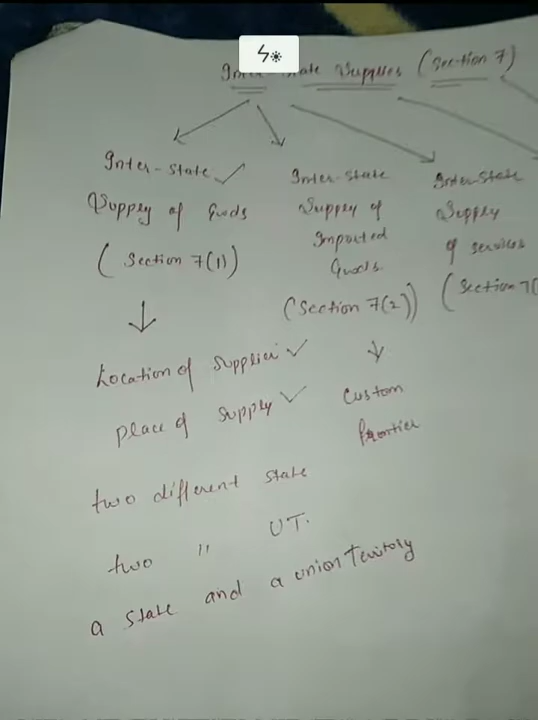 Inter State Supplies (Section 7)
Inter-State
Supply of Goods
(Section 7(1))
Inter-State
Supply of
Imported
Goods
(Section 7(2))
Inter-State
Supply
of services
(Section 7(
Location of Supplier
place of Supply
two different state
two " UT.
a state and a union Territory
Custom
Frontier